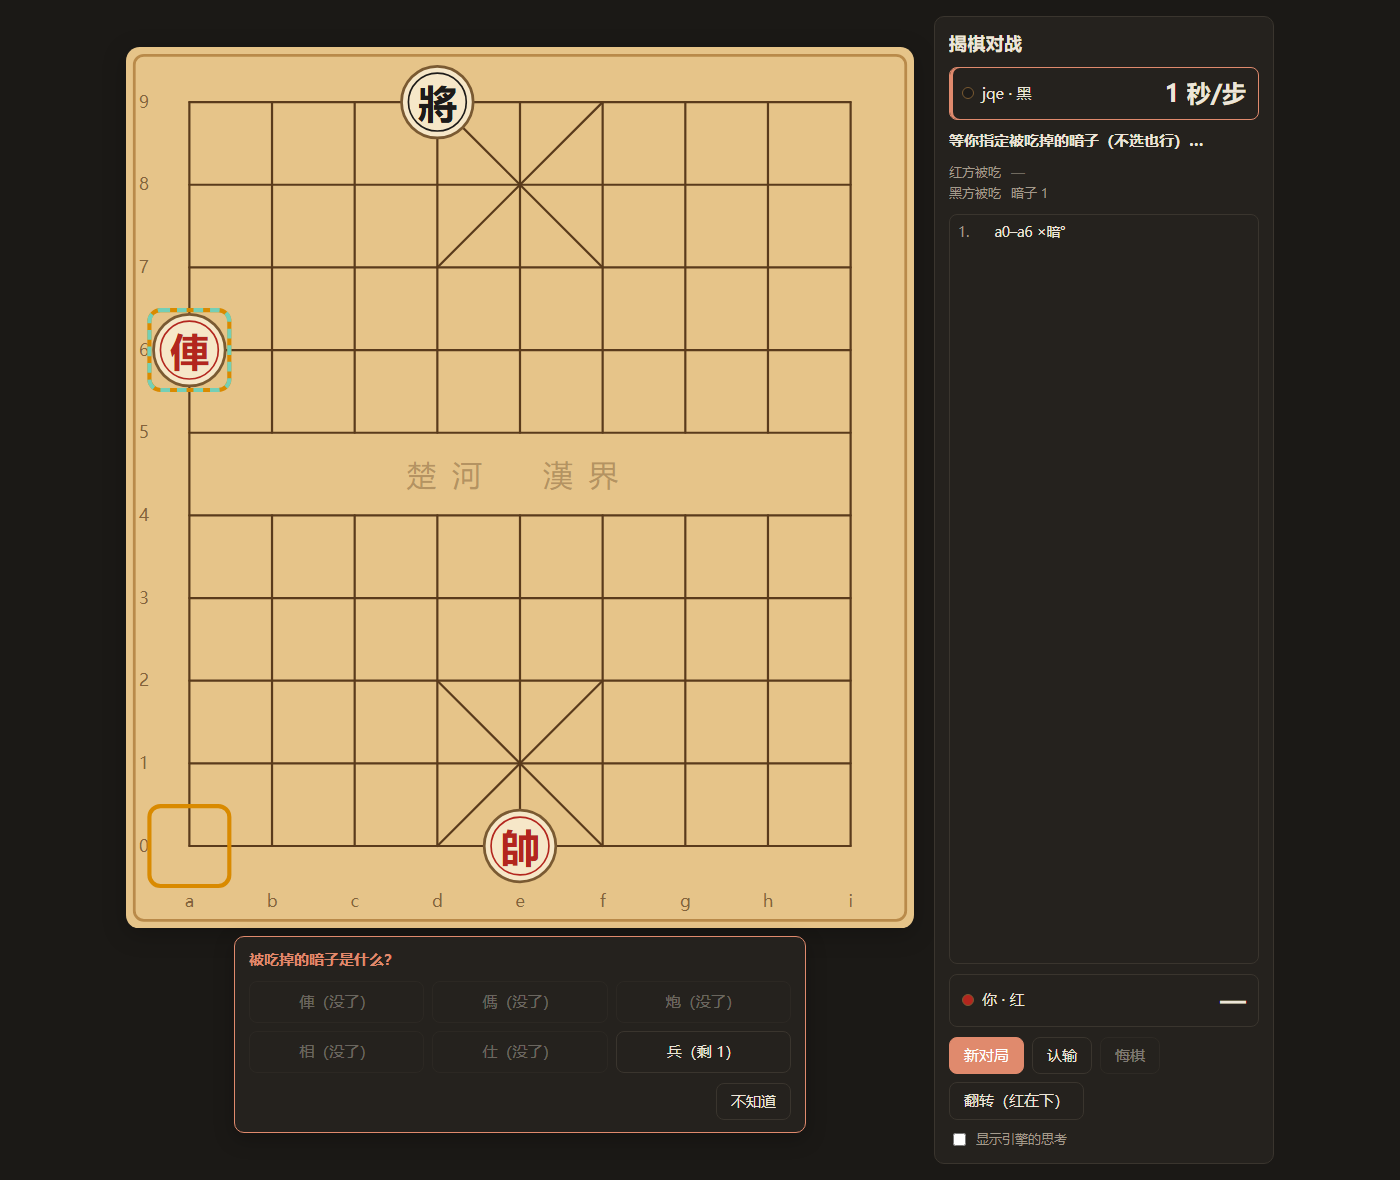 9
將
8
7
6
俥
5
楚河 漢界
4
3
2
1
0
帥
a b c d e f g h i
被吃掉的暗子是什么?
俥（没了） 傌（没了） 炮（没了）
相（没了） 仕（没了） 兵（剩 1）
不知道
揭棋对战
jqe · 黑 1 秒/步
等你指定被吃掉的暗子（不选也行）…
红方被吃 —
黑方被吃 暗子 1
1. a0–a6 ×暗°
你 · 红 —
新对局 认输 悔棋
翻转（红在下）
显示引擎的思考